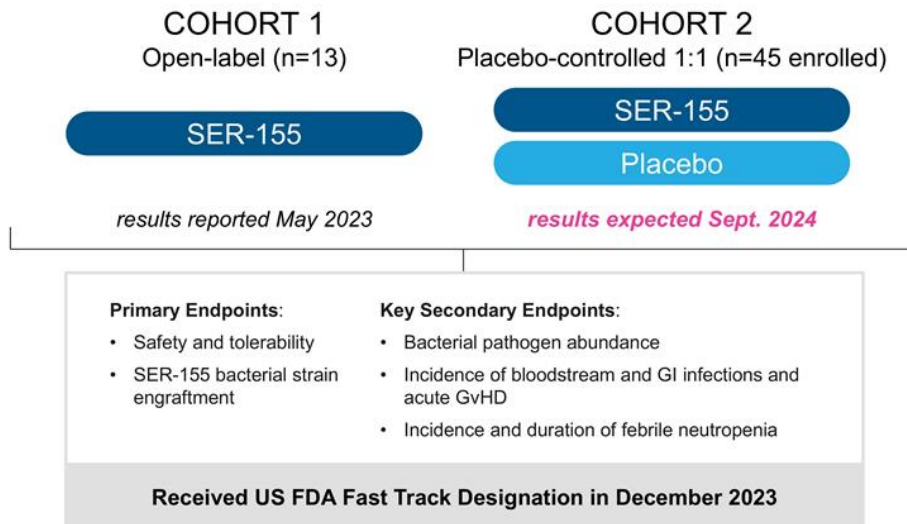 COHORT 1
Open-label (n=13)
SER-155
results reported May 2023
COHORT 2
Placebo-controlled 1:1 (n=45 enrolled)
SER-155
Placebo
results expected Sept. 2024
Primary Endpoints:
• Safety and tolerability
• SER-155 bacterial strain
engraftment
Key Secondary Endpoints:
• Bacterial pathogen abundance
• Incidence of bloodstream and GI infections and
acute GvHD
• Incidence and duration of febrile neutropenia
Received US FDA Fast Track Designation in December 2023